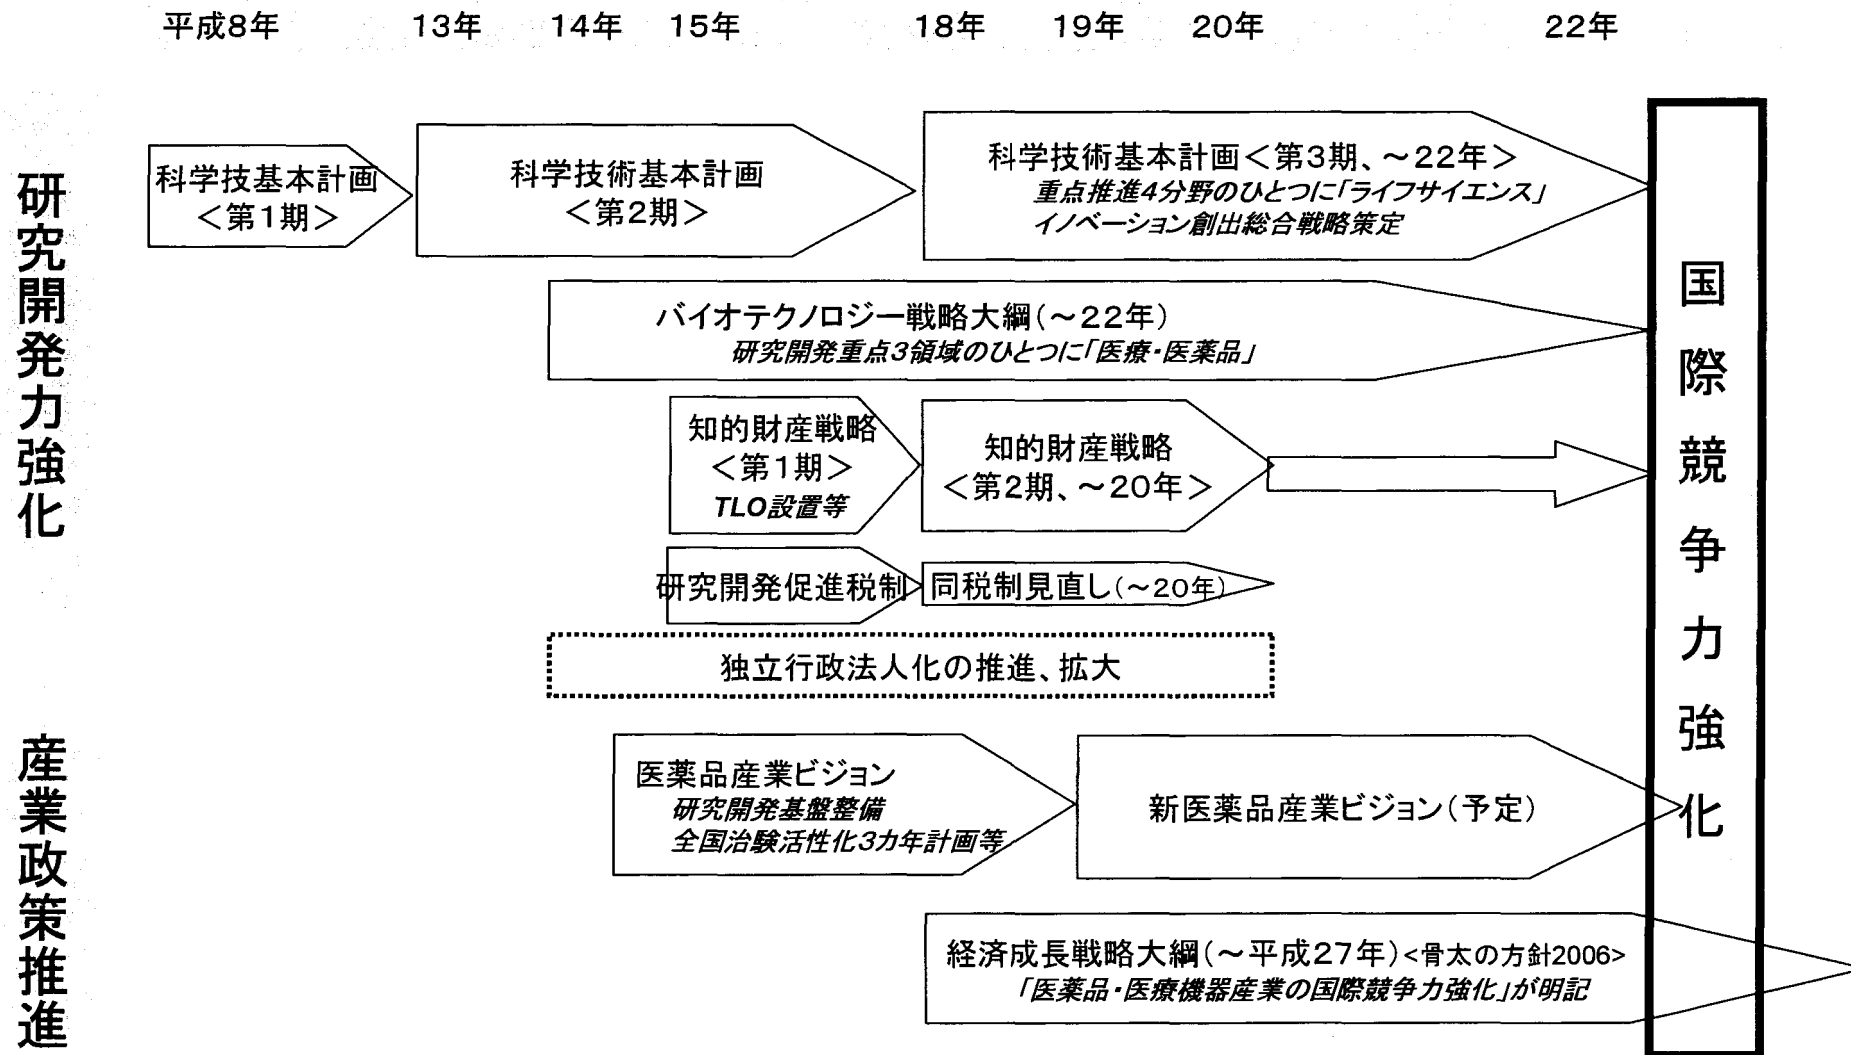 平成8年 13年 14年 15年 18年 19年 20年 22年
研究開発力強化
科学技基本計画
＜第1期＞
科学技術基本計画
＜第2期＞
科学技術基本計画＜第3期、～22年＞
重点推進4分野のひとつに「ライフサイエンス」
イノベーション創出総合戦略策定
バイオテクノロジー戦略大綱（～22年）
研究開発重点3領域のひとつに「医療・医薬品」
知的財産戦略
＜第1期＞
TLO設置等
知的財産戦略
＜第2期、～20年＞
研究開発促進税制
同税制見直し（～20年）
独立行政法人化の推進、拡大
産業政策推進
医薬品産業ビジョン
研究開発基盤整備
全国治験活性化3カ年計画等
新医薬品産業ビジョン（予定）
経済成長戦略大綱（～平成27年）<骨太の方針2006>
「医薬品・医療機器産業の国際競争力強化」が明記
国際競争力強化